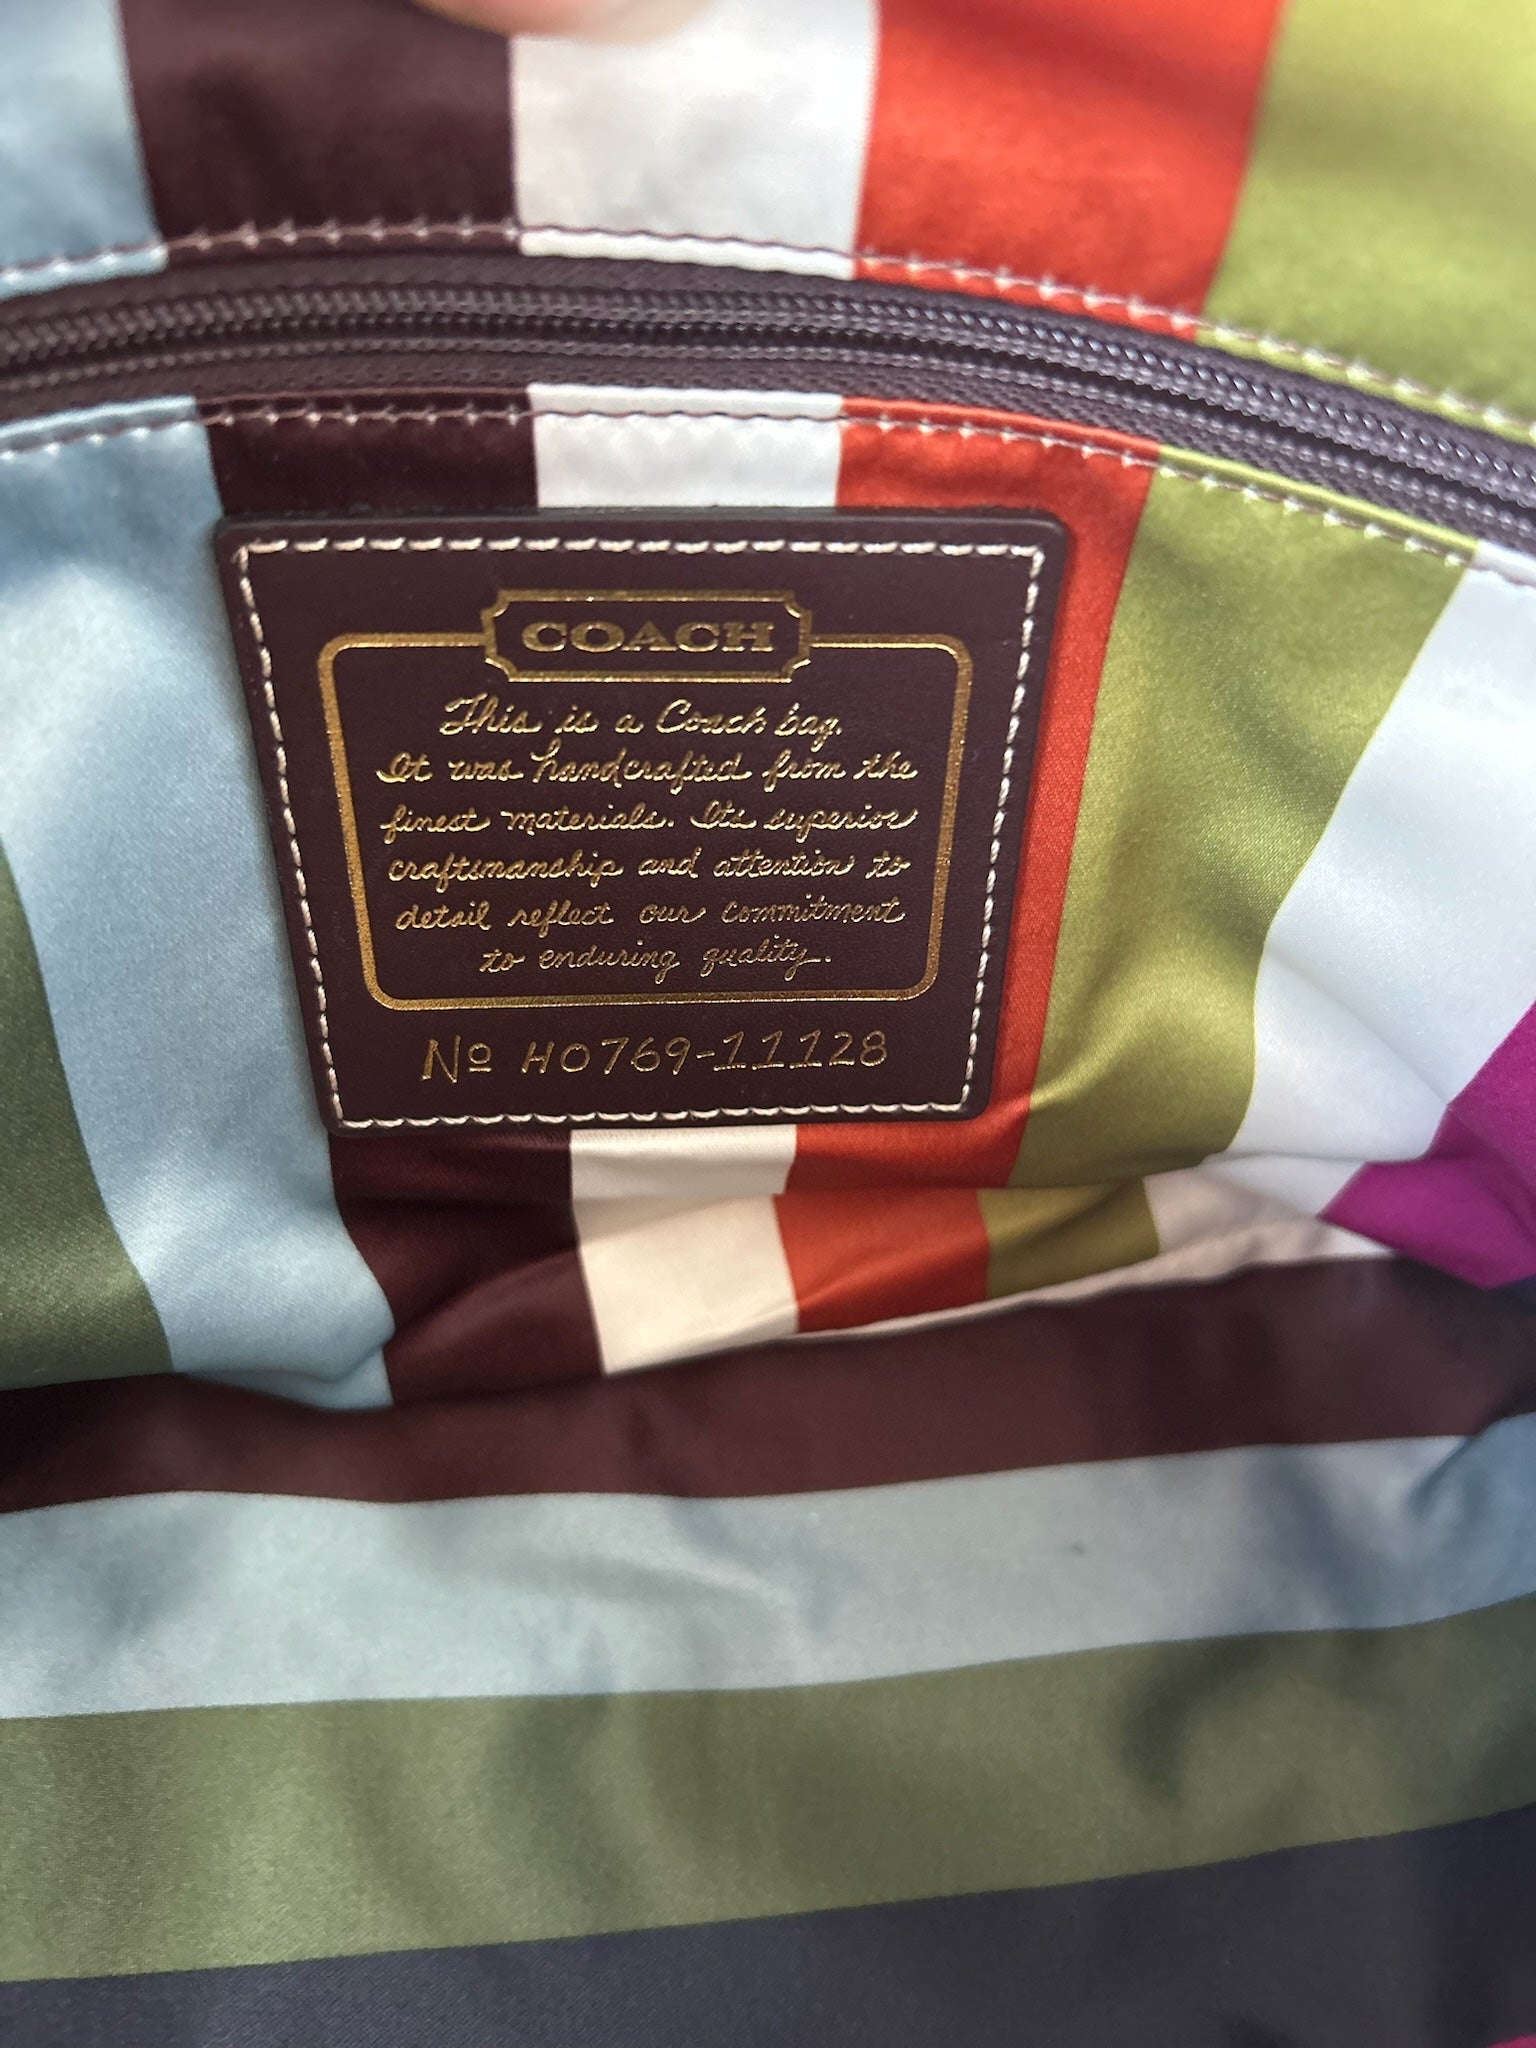 COACH
This is a Coach bag.
It was handcrafted from the
finest materials. Its superior
craftsmanship and attention to
detail reflect our commitment
to enduring quality.
Nº H0769-11128